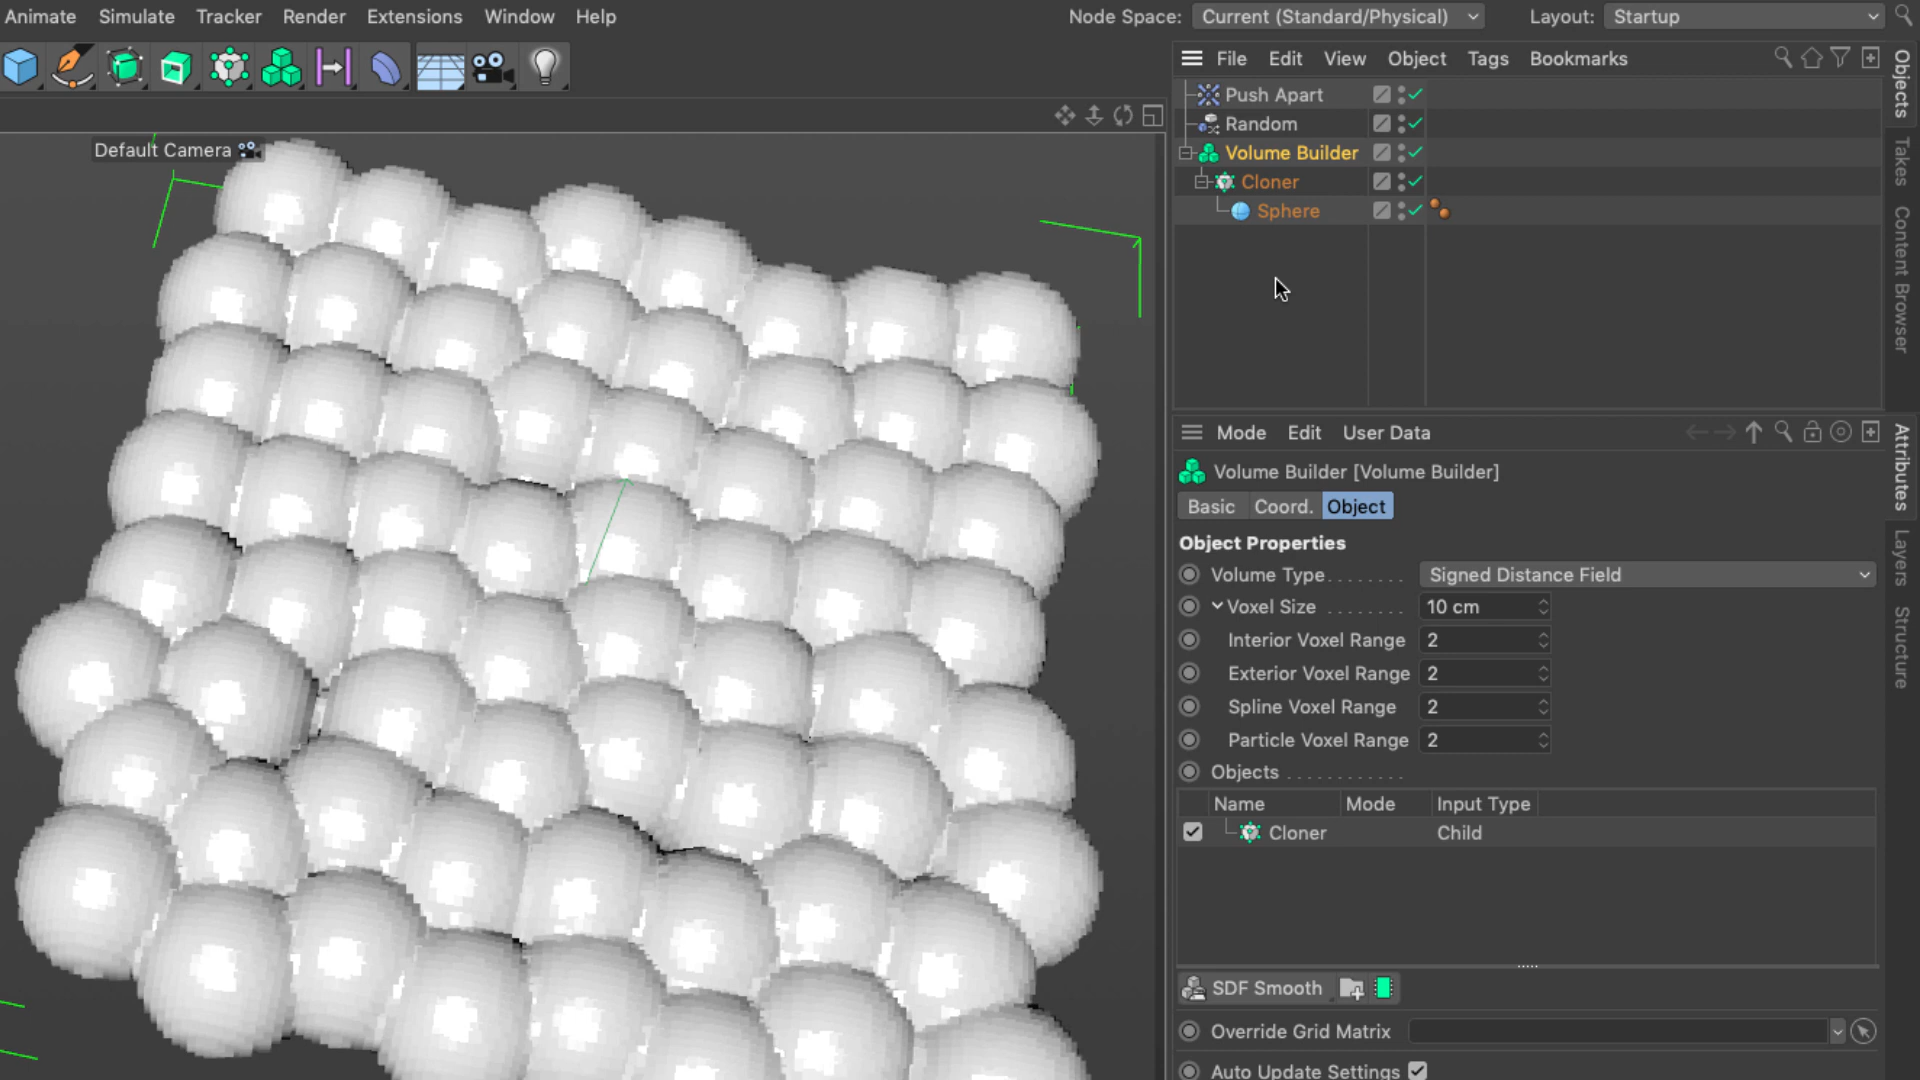 Animate Simulate Tracker Render Extensions Window Help Node Space: Current (Standard/Physical) Layout: Startup
File Edit View Object Tags Bookmarks
Objects
Takes
Content Browser
Push Apart
Random
Volume Builder
Cloner
Sphere
Default Camera
Mode Edit User Data
Attributes
Layers
Structure
Volume Builder [Volume Builder]
Basic Coord. Object
Object Properties
Volume Type Signed Distance Field
Voxel Size 10 cm
Interior Voxel Range 2
Exterior Voxel Range 2
Spline Voxel Range 2
Particle Voxel Range 2
Objects
Name Mode Input Type
Cloner Child
SDF Smooth
Override Grid Matrix
Auto Update Settings